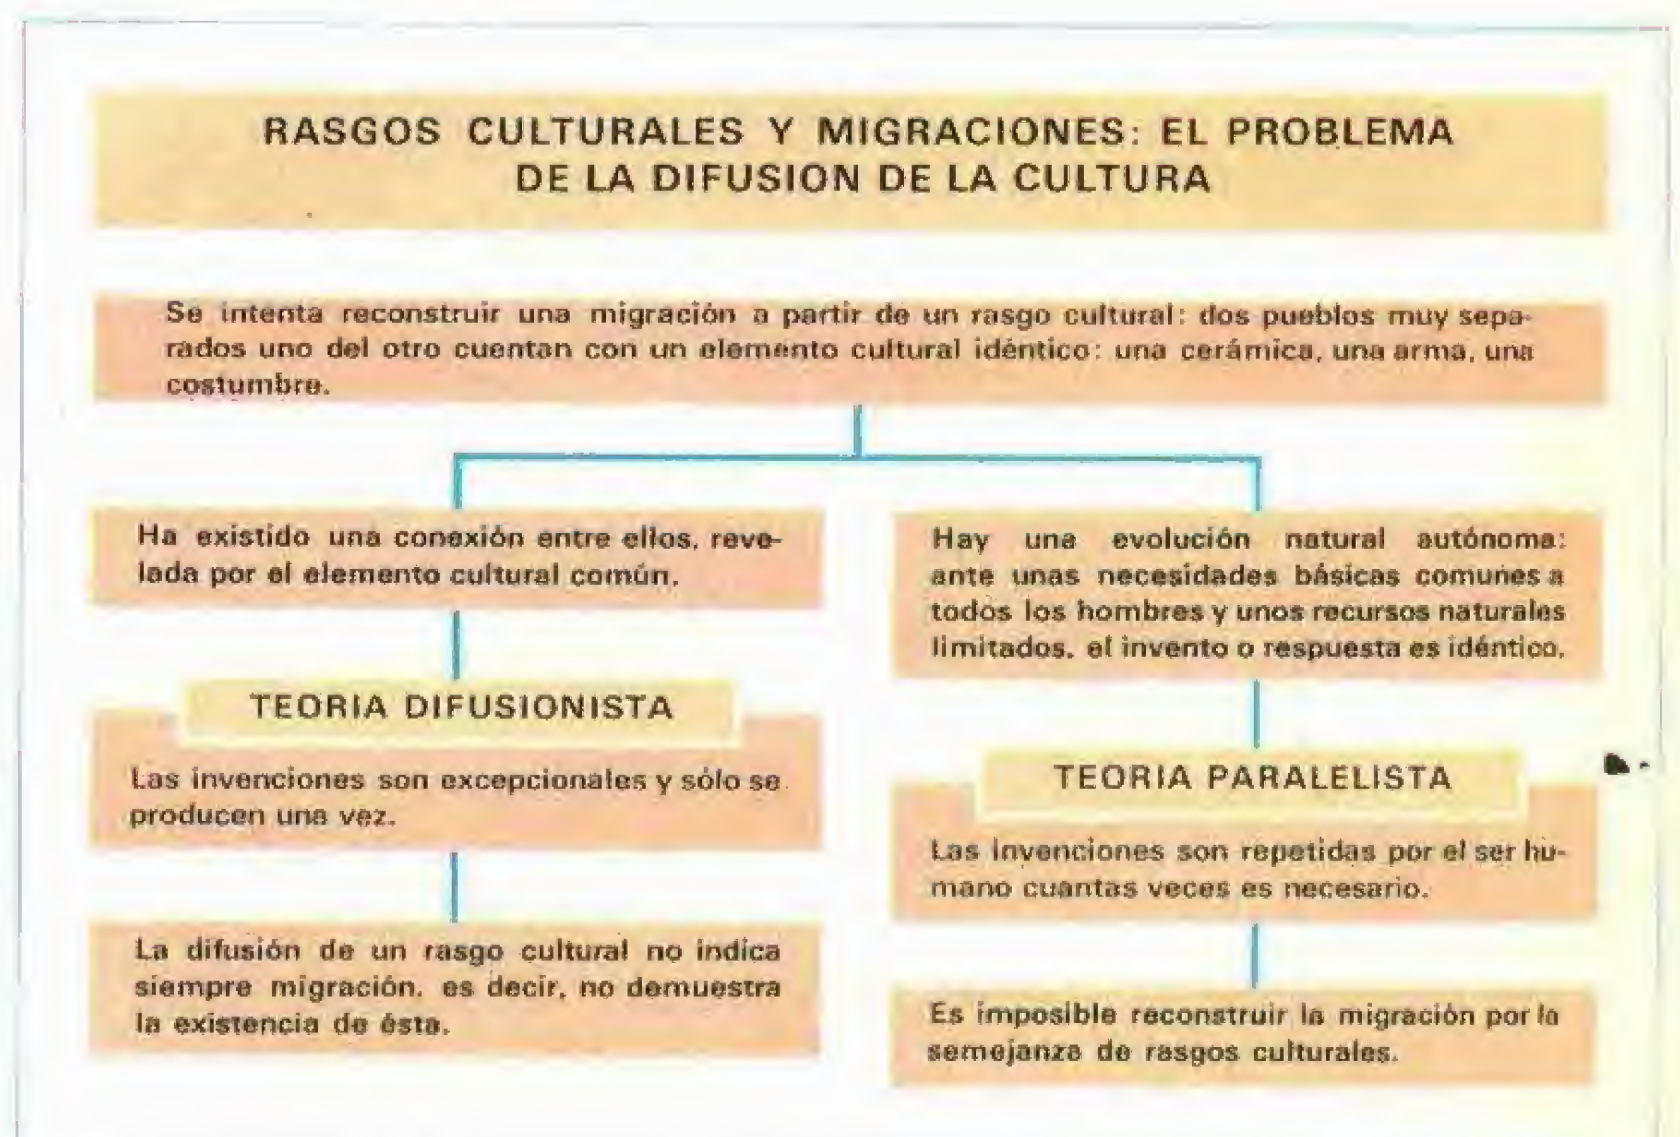 RASGOS CULTURALES Y MIGRACIONES: EL PROBLEMA
DE LA DIFUSION DE LA CULTURA
Se intenta reconstruir una migración a partir de un rasgo cultural: dos pueblos muy sepa-
rados uno del otro cuentan con un elemento cultural idéntico: una cerámica, una arma, una
costumbre.
Ha existido una conexión entre ellos, reve-
lada por el elemento cultural común.
TEORIA DIFUSIONISTA
Las invenciones son excepcionales y sólo se
producen una vez.
La difusión de un rasgo cultural no indica
siempre migración, es decir, no demuestra
la existencia de ésta.
Hay una evolución natural autónoma:
ante unas necesidades básicas comunes a
todos los hombres y unos recursos naturales
limitados, el invento o respuesta es idéntico.
TEORIA PARALELISTA
Las invenciones son repetidas por el ser hu-
mano cuantas veces es necesario.
Es imposible reconstruir la migración por la
semejanza de rasgos culturales.